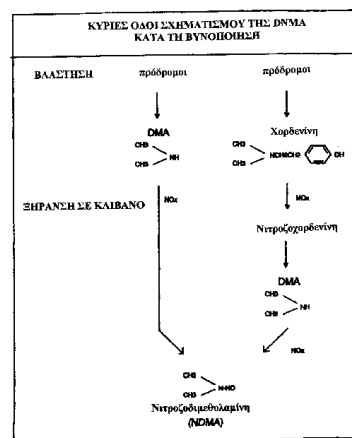 ΚΥΡΙΕΣ ΟΔΟΙ ΣΧΗΜΑΤΙΣΜΟΥ ΤΗΣ DNMA
ΚΑΤΑ ΤΗ ΒΥΝΟΠΟΙΗΣΗ
ΒΛΑΣΤΗΣΗ πρόδρομοι πρόδρομοι
DMA Χορδενίνη
CH3 CH3
NH NCH2CH2 OH
CH3 CH3
ΞΗΡΑΝΣΗ ΣΕ ΚΛΙΒΑΝΟ NOx NOx
Νιτροζοχορδενίνη
DMA
CH3
NH
CH3
NOx
CH3
N-NO
CH3
Νιτροζοδιμεθυλαμίνη
(NDMA)